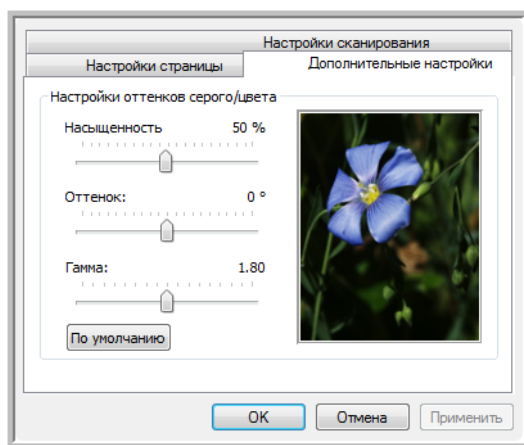 Настройки сканирования
Настройки страницы Дополнительные настройки
Настройки оттенков серого/цвета
Насыщенность 50 %
Оттенок: 0 °
Гамма: 1.80
По умолчанию
OK Отмена Применить